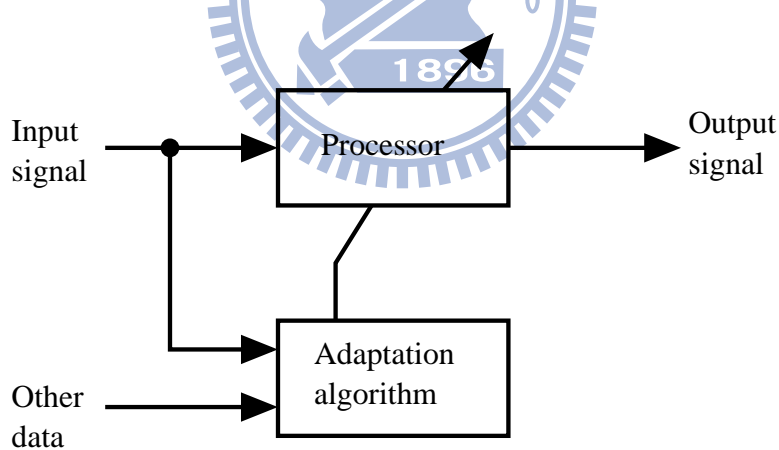 1896
Input
signal
Processor
Output
signal
Adaptation
algorithm
Other
data